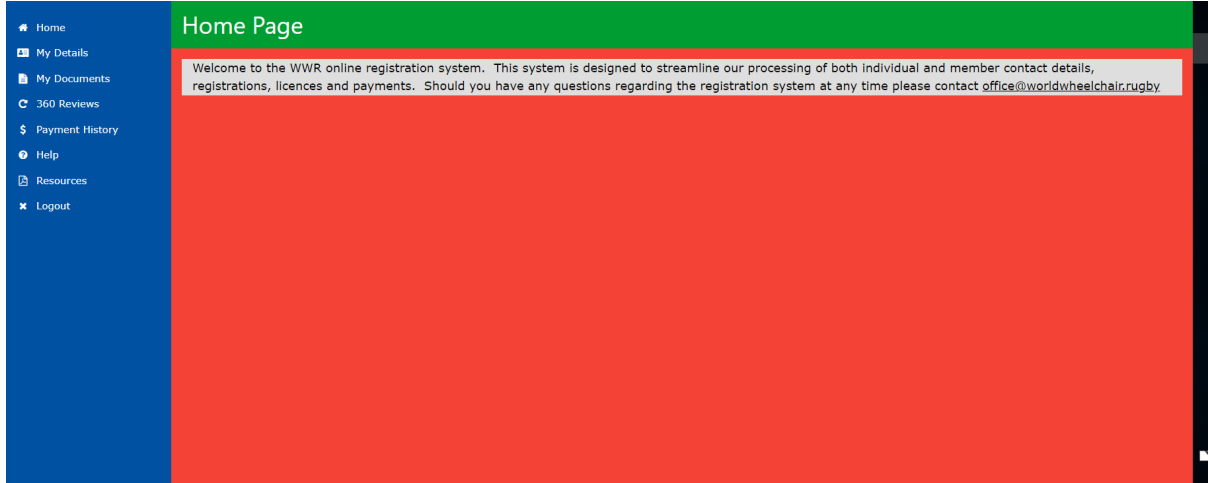 Home
My Details
My Documents
360 Reviews
Payment History
Help
Resources
Logout
Home Page
Welcome to the WWR online registration system.  This system is designed to streamline our processing of both individual and member contact details,
registrations, licences and payments.  Should you have any questions regarding the registration system at any time please contact office@worldwheelchair.rugby